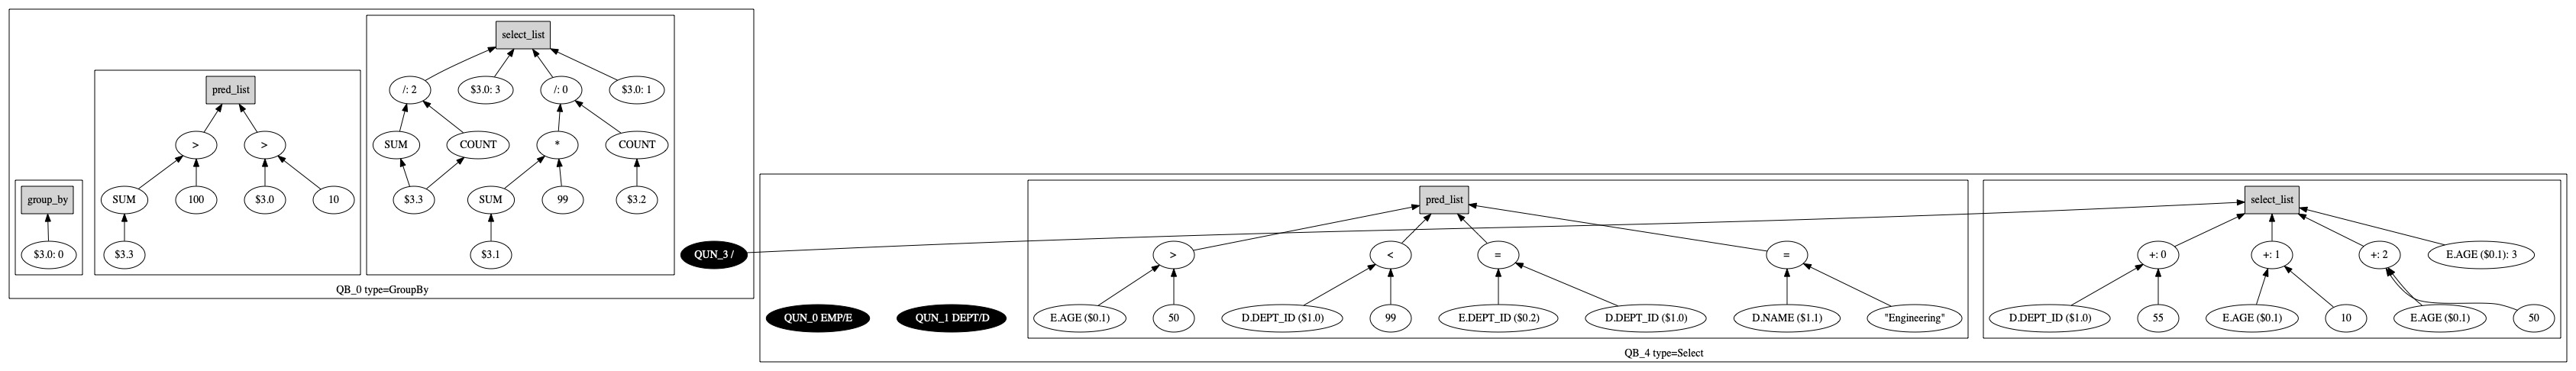 select_list
pred_list
/: 2
$3.0: 3
/: 0
$3.0: 1
>
>
SUM
COUNT
*
COUNT
group_by
SUM
100
$3.0
10
$3.3
SUM
99
$3.2
$3.0: 0
$3.3
$3.1
QUN_3 /
QB_0 type=GroupBy
pred_list
select_list
>
<
=
=
+: 0
+: 1
+: 2
E.AGE ($0.1): 3
QUN_0 EMP/E
QUN_1 DEPT/D
E.AGE ($0.1)
50
D.DEPT_ID ($1.0)
99
E.DEPT_ID ($0.2)
D.DEPT_ID ($1.0)
D.NAME ($1.1)
"Engineering"
D.DEPT_ID ($1.0)
55
E.AGE ($0.1)
10
E.AGE ($0.1)
50
QB_4 type=Select